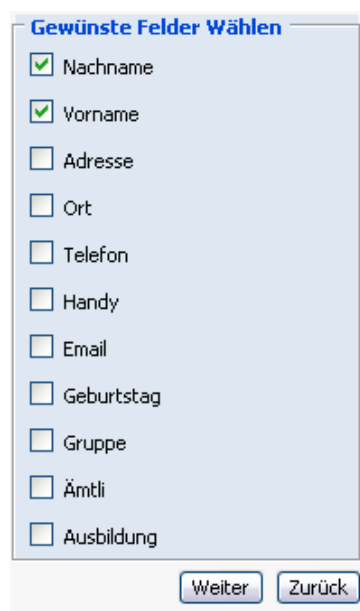 Gewünste Felder Wählen
Nachname
Vorname
Adresse
Ort
Telefon
Handy
Email
Geburtstag
Gruppe
Ämtli
Ausbildung
Weiter Zurück